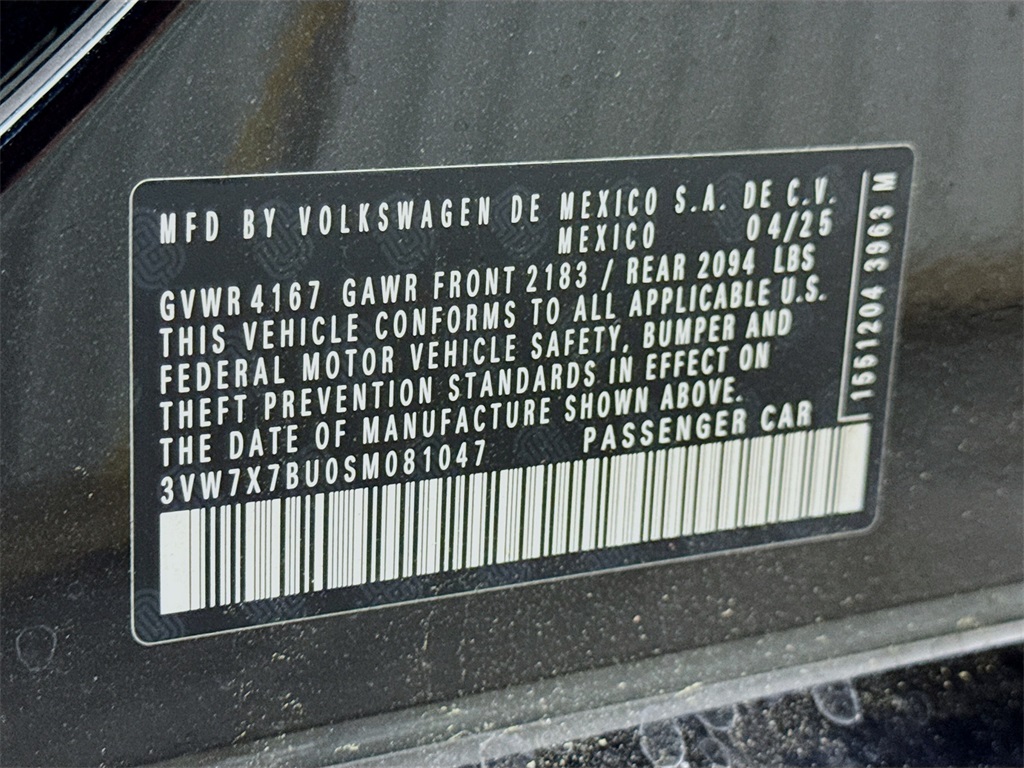 MFD BY VOLKSWAGEN DE MEXICO S.A. DE C.V.
MEXICO 04/25
GVWR 4167 GAWR FRONT 2183 / REAR 2094 LBS
THIS VEHICLE CONFORMS TO ALL APPLICABLE U.S.
FEDERAL MOTOR VEHICLE SAFETY, BUMPER AND
THEFT PREVENTION STANDARDS IN EFFECT ON
THE DATE OF MANUFACTURE SHOWN ABOVE.
3VW7X7BU0SM081047 PASSENGER CAR
1561204 3963 M